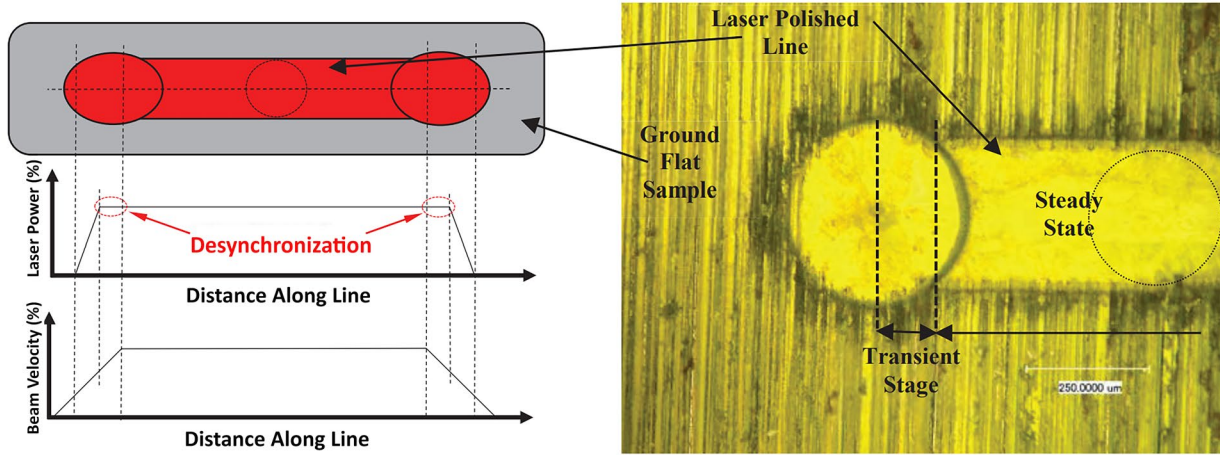 Laser Polished
Line
Ground
Flat
Sample
Steady
State
Transient
Stage
250.0000 um
Laser Power (%)
Desynchronization
Distance Along Line
Beam Velocity (%)
Distance Along Line